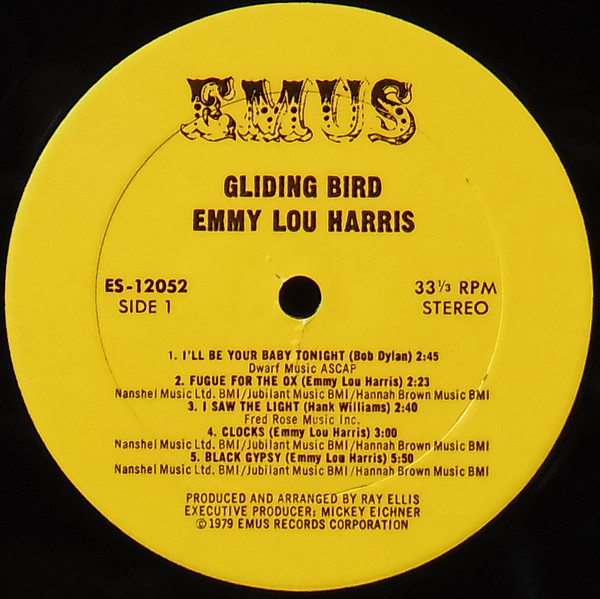 EMUS
GLIDING BIRD
EMMY LOU HARRIS
ES-12052
SIDE 1
33⅓ RPM
STEREO
1. I'LL BE YOUR BABY TONIGHT (Bob Dylan) 2:45
Dwarf Music ASCAP
2. FUGUE FOR THE OX (Emmy Lou Harris) 2:23
Nanshel Music Ltd. BMI/Jubilant Music BMI/Hannah Brown Music BMI
3. I SAW THE LIGHT (Hank Williams) 2:40
Fred Rose Music Inc.
4. CLOCKS (Emmy Lou Harris) 3:00
Nanshel Music Ltd. BMI/Jubilant Music BMI/Hannah Brown Music BMI
5. BLACK GYPSY (Emmy Lou Harris) 5:50
Nanshel Music Ltd. BMI/Jubilant Music BMI/Hannah Brown Music BMI
PRODUCED AND ARRANGED BY RAY ELLIS
EXECUTIVE PRODUCER: MICKEY EICHNER
©1979 EMUS RECORDS CORPORATION